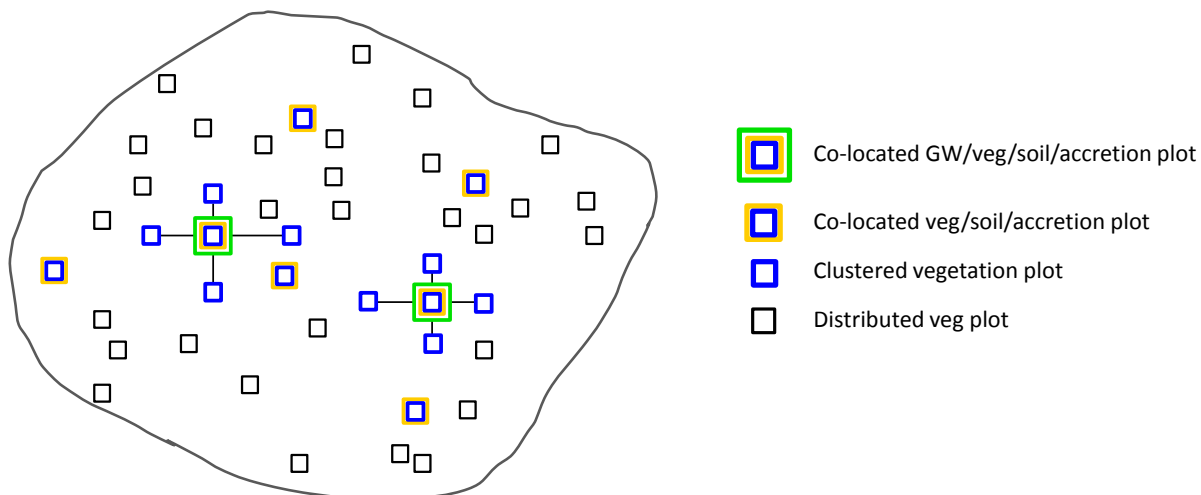 Co-located GW/veg/soil/accretion plot
Co-located veg/soil/accretion plot
Clustered vegetation plot
Distributed veg plot